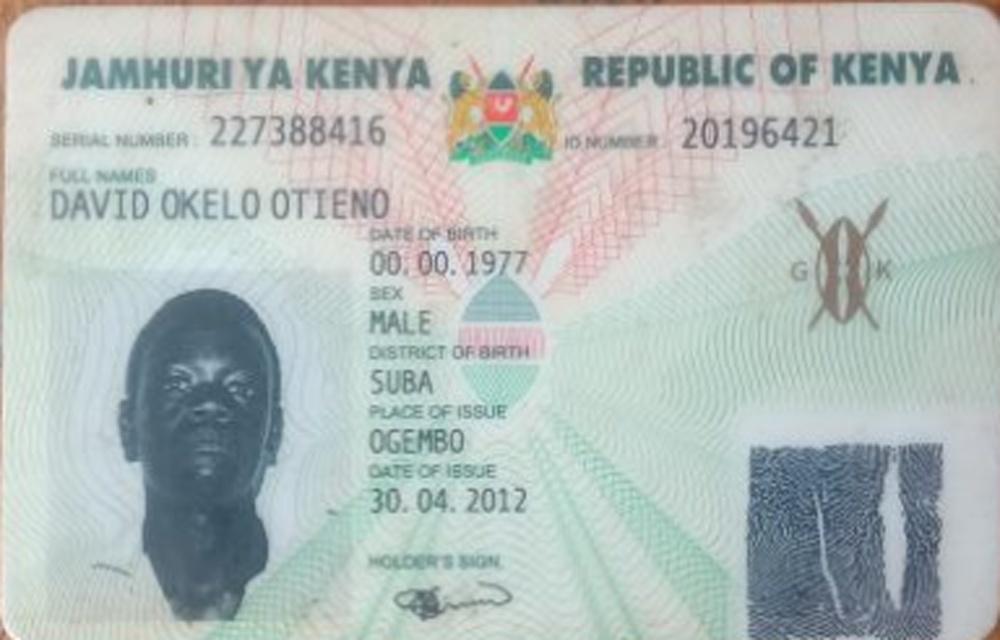 JAMHURI YA KENYA REPUBLIC OF KENYA
SERIAL NUMBER: 227388416 ID NUMBER: 20196421
FULL NAMES
DAVID OKELO OTIENO
DATE OF BIRTH
00.00.1977
SEX
MALE
DISTRICT OF BIRTH
SUBA
PLACE OF ISSUE
OGEMBO
DATE OF ISSUE
30.04.2012
HOLDER'S SIGN.
G K